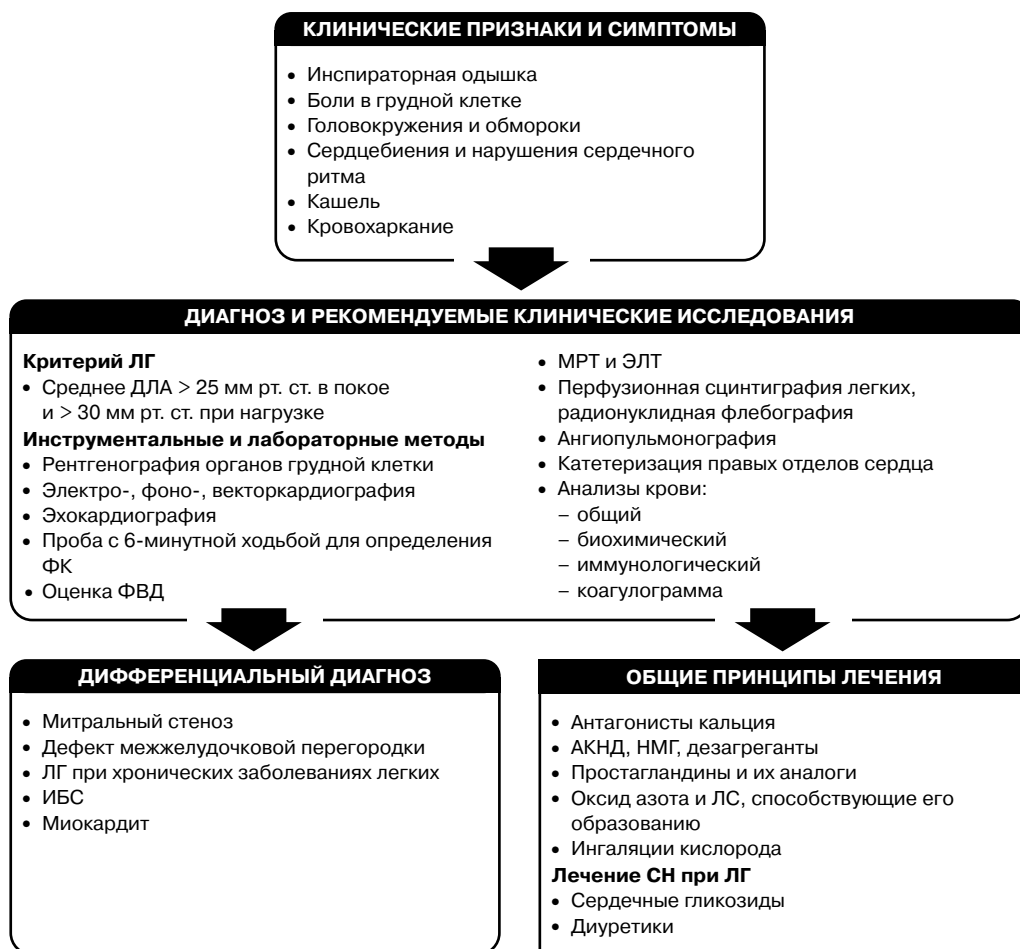 КЛИНИЧЕСКИЕ ПРИЗНАКИ И СИМПТОМЫ
• Инспираторная одышка
• Боли в грудной клетке
• Головокружения и обмороки
• Сердцебиения и нарушения сердечного
ритма
• Кашель
• Кровохаркание
ДИАГНОЗ И РЕКОМЕНДУЕМЫЕ КЛИНИЧЕСКИЕ ИССЛЕДОВАНИЯ
Критерий ЛГ
• Среднее ДЛА > 25 мм рт. ст. в покое
и > 30 мм рт. ст. при нагрузке
Инструментальные и лабораторные методы
• Рентгенография органов грудной клетки
• Электро-, фоно-, векторкардиография
• Эхокардиография
• Проба с 6-минутной ходьбой для определения
ФК
• Оценка ФВД
• МРТ и ЭЛТ
• Перфузионная сцинтиграфия легких,
радионуклидная флебография
• Ангиопульмонография
• Катетеризация правых отделов сердца
• Анализы крови:
– общий
– биохимический
– иммунологический
– коагулограмма
ДИФФЕРЕНЦИАЛЬНЫЙ ДИАГНОЗ
• Митральный стеноз
• Дефект межжелудочковой перегородки
• ЛГ при хронических заболеваниях легких
• ИБС
• Миокардит
ОБЩИЕ ПРИНЦИПЫ ЛЕЧЕНИЯ
• Антагонисты кальция
• АКНД, НМГ, дезагреганты
• Простагландины и их аналоги
• Оксид азота и ЛС, способствующие его
образованию
• Ингаляции кислорода
Лечение СН при ЛГ
• Сердечные гликозиды
• Диуретики